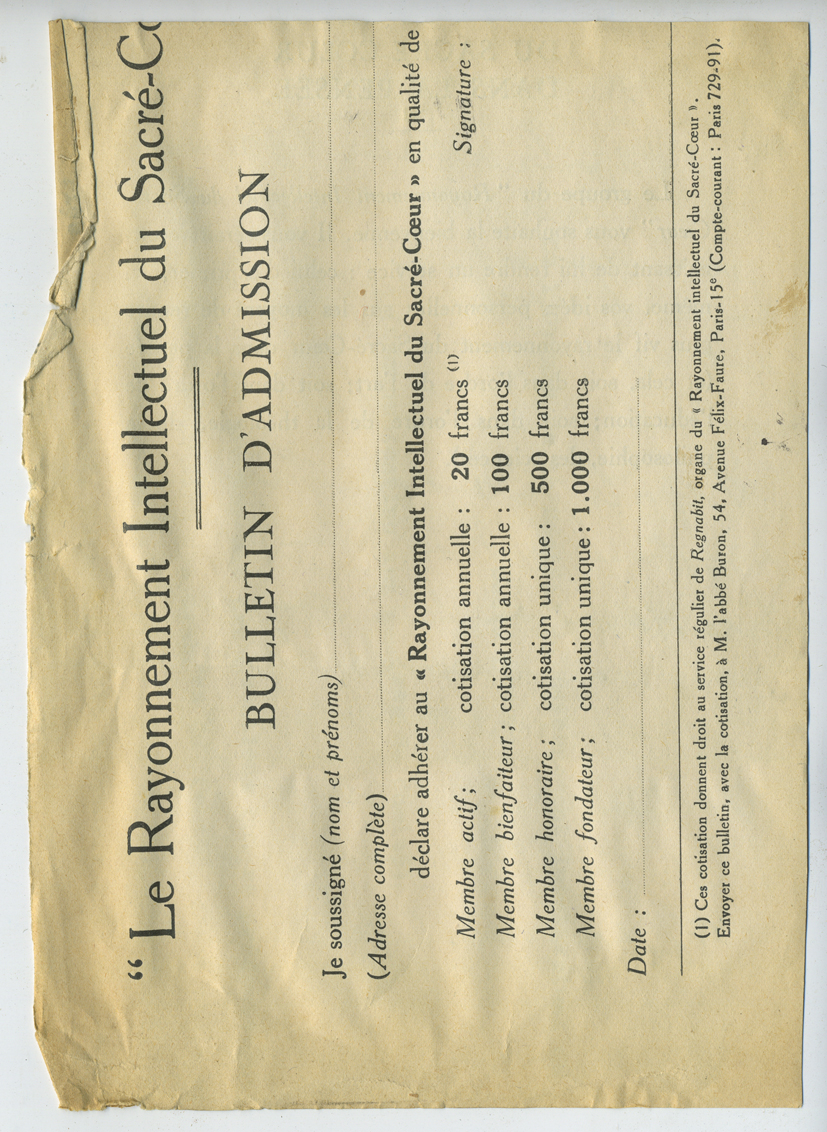 “ Le Rayonnement Intellectuel du Sacré-C
BULLETIN D'ADMISSION
Je soussigné (nom et prénoms)
(Adresse complète)
déclare adhérer au « Rayonnement Intellectuel du Sacré-Cœur » en qualité de
Membre actif; cotisation annuelle : 20 francs (1) Signature :
Membre bienfaiteur; cotisation annuelle : 100 francs
Membre honoraire; cotisation unique : 500 francs
Membre fondateur; cotisation unique : 1.000 francs
Date :
(1) Ces cotisation donnent droit au service régulier de Regnabit, organe du « Rayonnement intellectuel du Sacré-Cœur ».
Envoyer ce bulletin, avec la cotisation, à M. l'abbé Buron, 54, Avenue Félix-Faure, Paris-15e (Compte-courant : Paris 729-91).